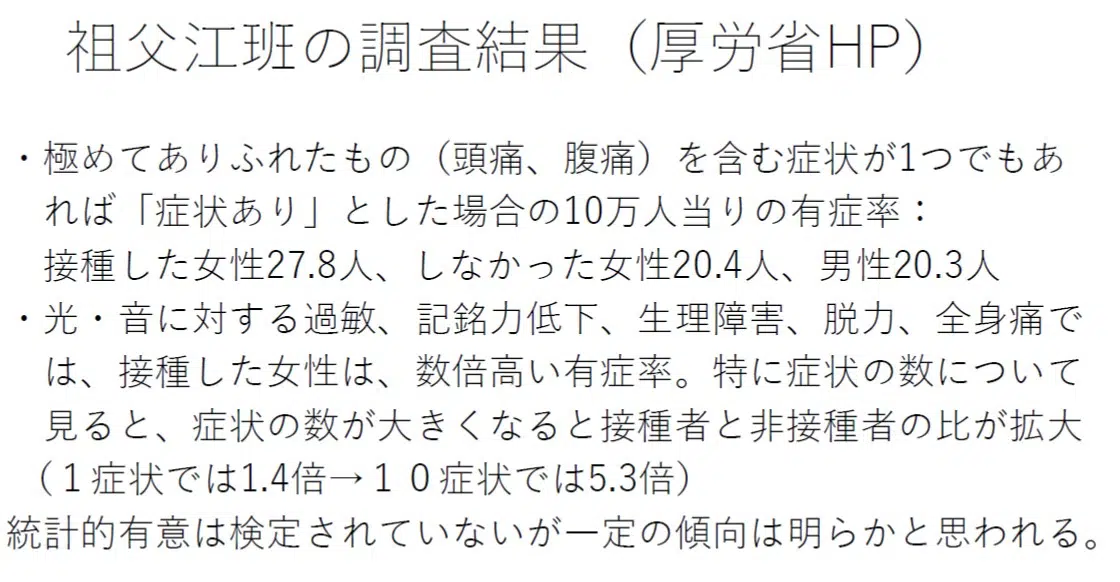 祖父江班の調査結果（厚労省HP）
・極めてありふれたもの（頭痛、腹痛）を含む症状が1つでもあ
れば「症状あり」とした場合の10万人当りの有症率：
接種した女性27.8人、しなかった女性20.4人、男性20.3人
・光・音に対する過敏、記銘力低下、生理障害、脱力、全身痛で
は、接種した女性は、数倍高い有症率。特に症状の数について
見ると、症状の数が大きくなると接種者と非接種者の比が拡大
（１症状では1.4倍→１０症状では5.3倍）
統計的有意は検定されていないが一定の傾向は明らかと思われる。